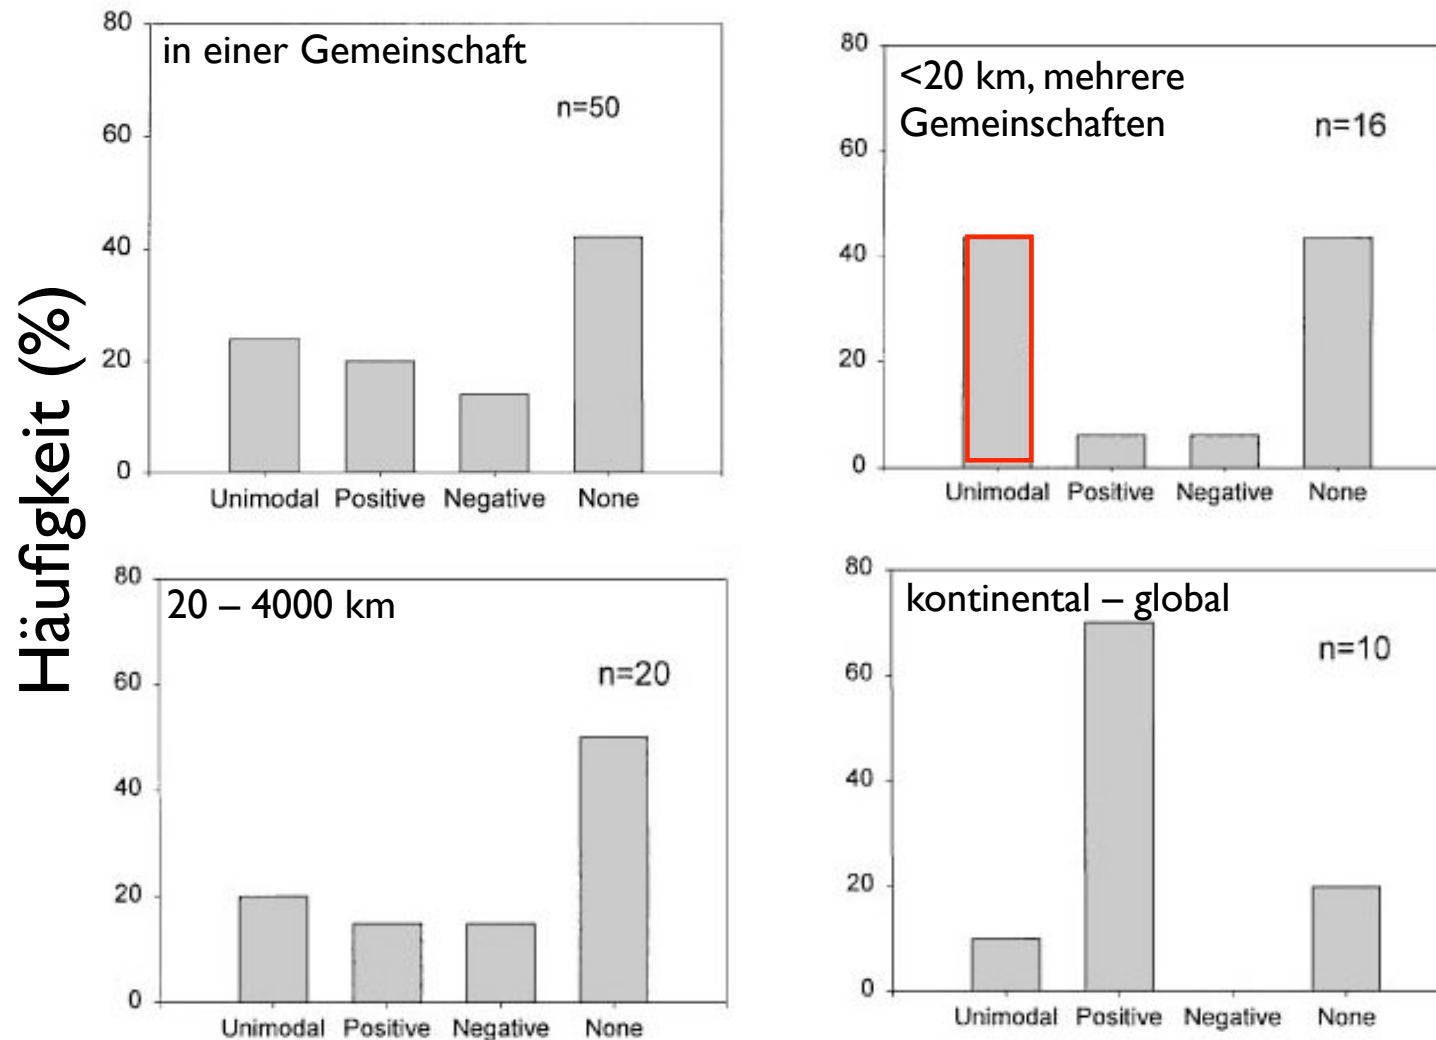 Häufigkeit (%)
in einer Gemeinschaft
n=50
80
60
40
20
0
Unimodal Positive Negative None
<20 km, mehrere
Gemeinschaften
n=16
80
60
40
20
0
Unimodal Positive Negative None
20 – 4000 km
n=20
80
60
40
20
0
Unimodal Positive Negative None
kontinental – global
n=10
80
60
40
20
0
Unimodal Positive Negative None